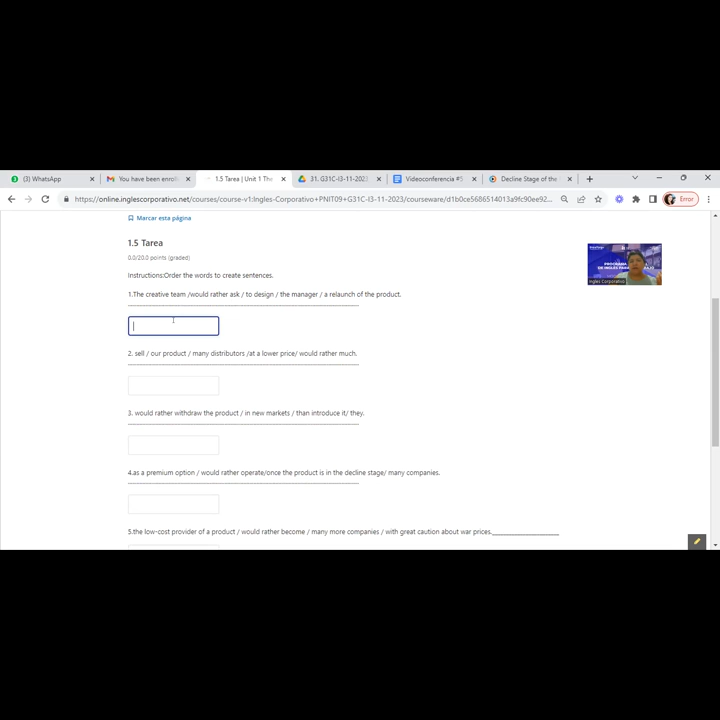 (3) WhatsApp
You have been enroll
1.5 Tarea | Unit 1 The
31. G31C-I3-11-2023
Videoconferencia #5
Decline Stage of the
https://online.inglescorporativo.net/courses/course-v1:Ingles-Corporativo+PNIT09+G31C-I3-11-2023/courseware/d1b0ce5686514013a9fc90ee92...
Error
Marcar esta página
1.5 Tarea
0.0/20.0 points (graded)
Instructions:Order the words to create sentences.
1.The creative team /would rather ask / to design / the manager / a relaunch of the product.
2. sell / our product / many distributors /at a lower price/ would rather much.
3. would rather withdraw the product / in new markets / than introduce it/ they.
4.as a premium option / would rather operate/once the product is in the decline stage/ many companies.
5.the low-cost provider of a product / would rather become / many more companies / with great caution about war prices.____________________
PROGRAMA
DE INGLÉS PARA
Ingles Corporativo